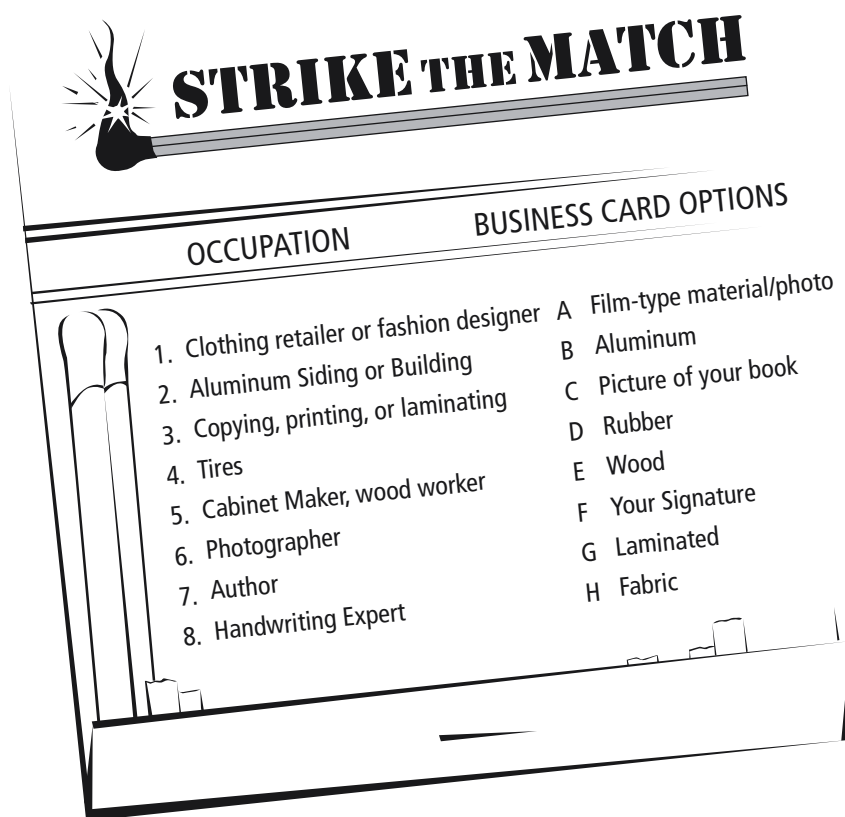 STRIKE THE MATCH
OCCUPATION BUSINESS CARD OPTIONS
1. Clothing retailer or fashion designer A Film-type material/photo
2. Aluminum Siding or Building B Aluminum
3. Copying, printing, or laminating C Picture of your book
4. Tires D Rubber
5. Cabinet Maker, wood worker E Wood
6. Photographer F Your Signature
7. Author G Laminated
8. Handwriting Expert H Fabric